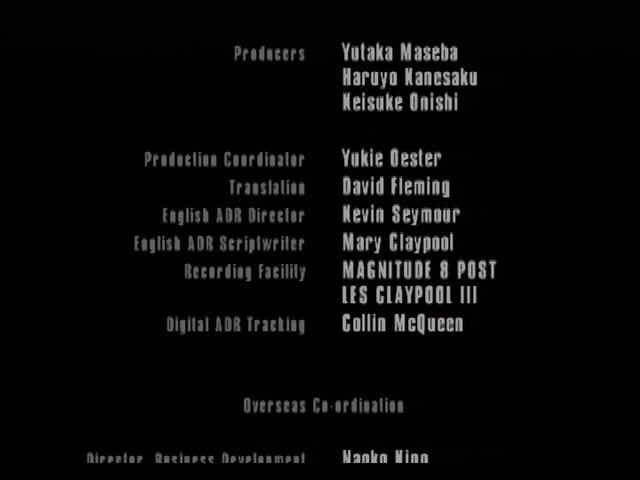 Producers Yutaka Maseba
Haruyo Kanesaku
Keisuke Onishi
Production Coordinator Yukie Oester
Translation David Fleming
English ADR Director Kevin Seymour
English ADR Scriptwriter Mary Claypool
Recording Facility MAGNITUDE 8 POST
LES CLAYPOOL III
Digital ADR Tracking Collin McQueen
Overseas Co-ordination
Director, Business Development Naoko